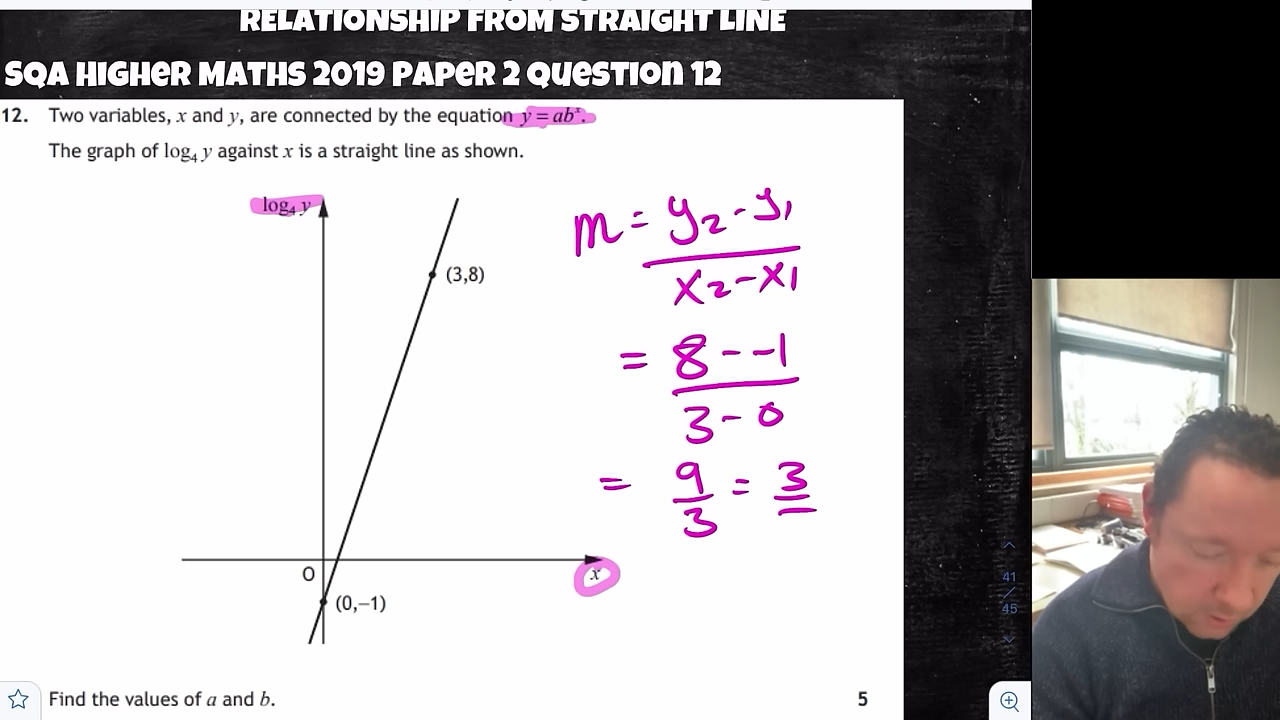 RELATIONSHIP FROM STRAIGHT LINE
SQA HIGHER MATHS 2019 PAPER 2 QUESTION 12
12. Two variables, x and y, are connected by the equation y = abˣ.
The graph of log₄ y against x is a straight line as shown.
log₄ y
(3,8)
O
x
(0,−1)
m = y₂ - y₁
x₂ - x₁
= 8 - -1
3 - 0
= 9/3 = 3
Find the values of a and b.
5
41
/
45